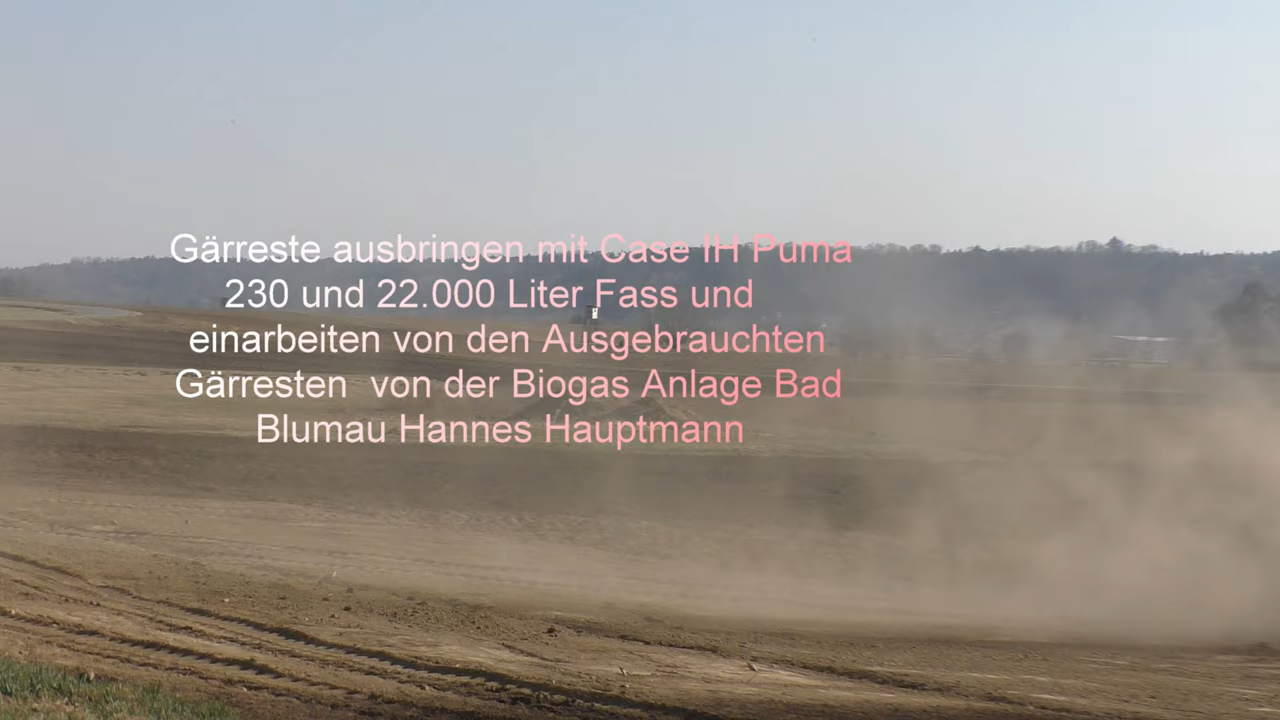 Gärreste ausbringen mit Case IH Puma
230 und 22.000 Liter Fass und
einarbeiten von den Ausgebrauchten
Gärresten  von der Biogas Anlage Bad
Blumau Hannes Hauptmann